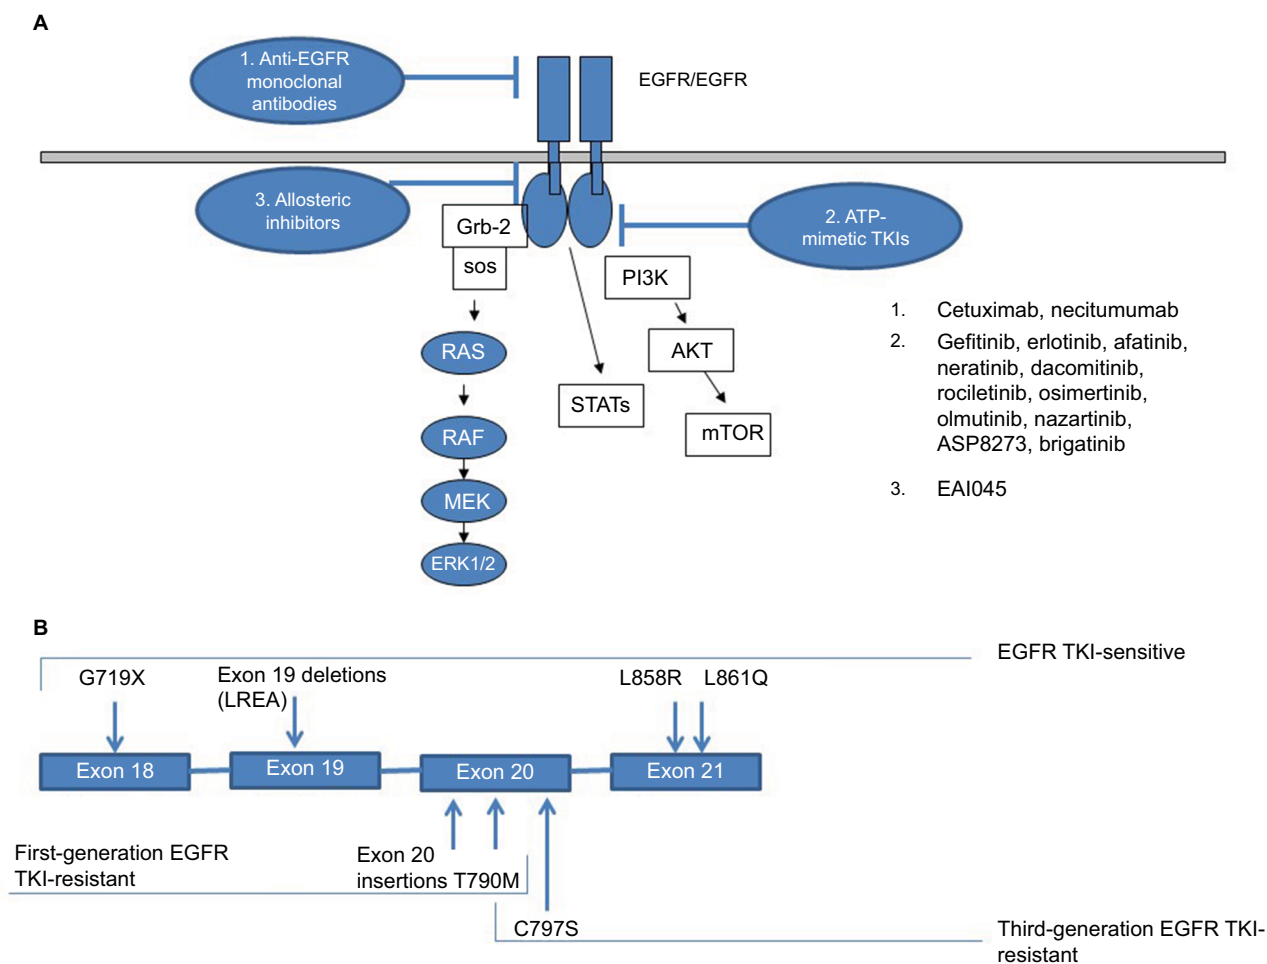 A
1. Anti-EGFR
monoclonal
antibodies
EGFR/EGFR
3. Allosteric
inhibitors
2. ATP-
mimetic TKIs
Grb-2
sos
PI3K
RAS
AKT
STATs
mTOR
RAF
MEK
ERK1/2
1. Cetuximab, necitumumab
2. Gefitinib, erlotinib, afatinib,
neratinib, dacomitinib,
rociletinib, osimertinib,
olmutinib, nazartinib,
ASP8273, brigatinib
3. EAI045
B
EGFR TKI-sensitive
G719X
Exon 19 deletions
(LREA)
L858R
L861Q
Exon 18
Exon 19
Exon 20
Exon 21
First-generation EGFR
TKI-resistant
Exon 20
insertions T790M
C797S
Third-generation EGFR TKI-
resistant